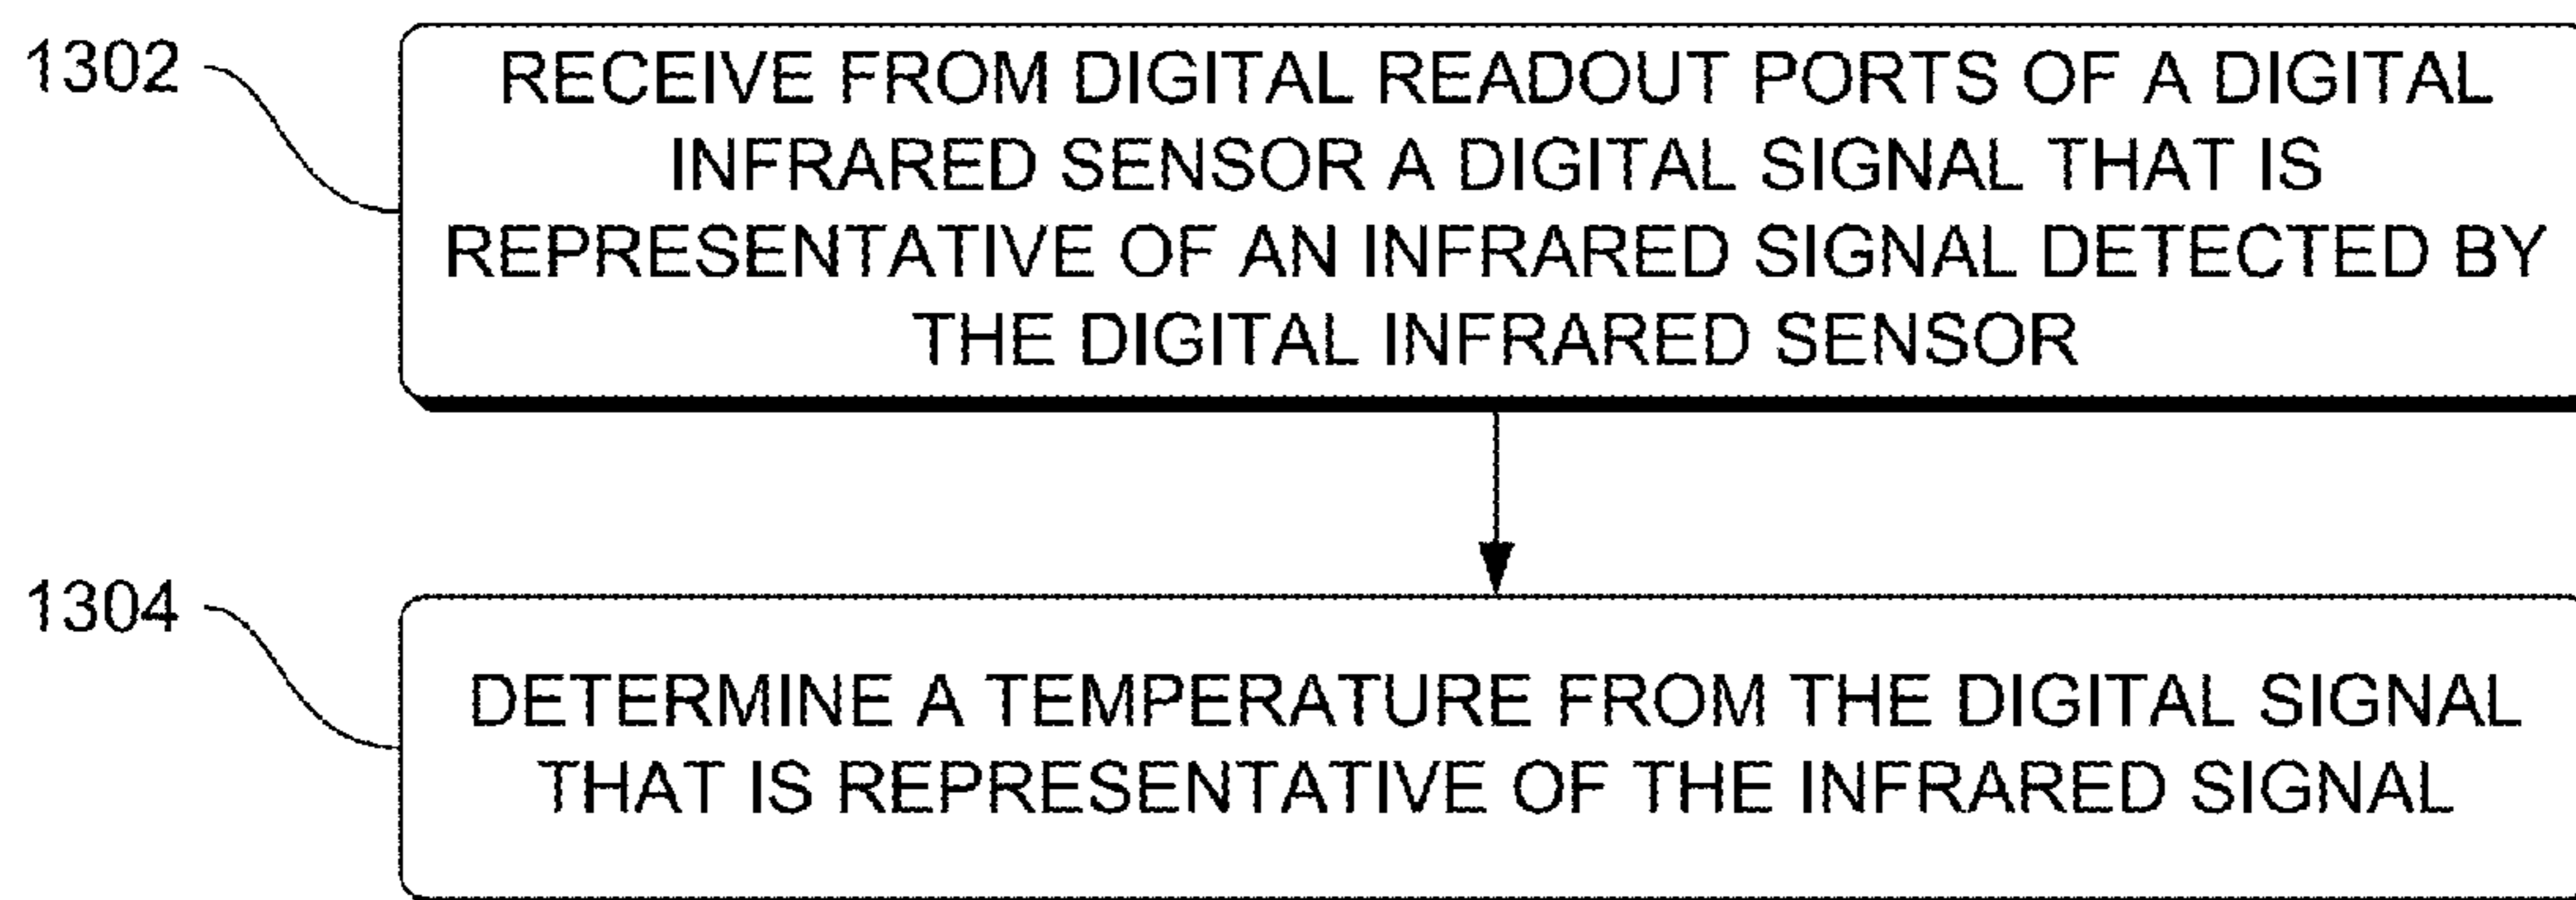 1302
RECEIVE FROM DIGITAL READOUT PORTS OF A DIGITAL
INFRARED SENSOR A DIGITAL SIGNAL THAT IS
REPRESENTATIVE OF AN INFRARED SIGNAL DETECTED BY
THE DIGITAL INFRARED SENSOR
1304
DETERMINE A TEMPERATURE FROM THE DIGITAL SIGNAL
THAT IS REPRESENTATIVE OF THE INFRARED SIGNAL